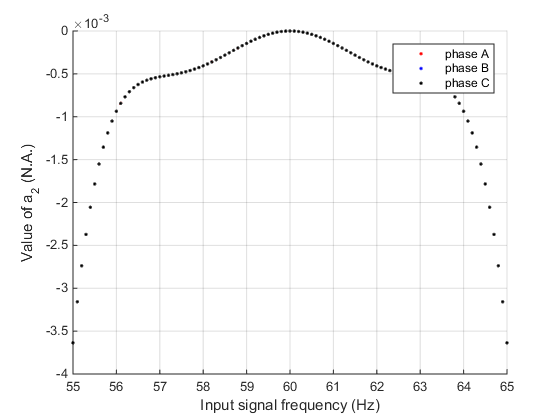 ×10⁻³
0
-0.5
-1
-1.5
-2
-2.5
-3
-3.5
-4
Value of a₂ (N.A.)
phase A
phase B
phase C
55 56 57 58 59 60 61 62 63 64 65
Input signal frequency (Hz)